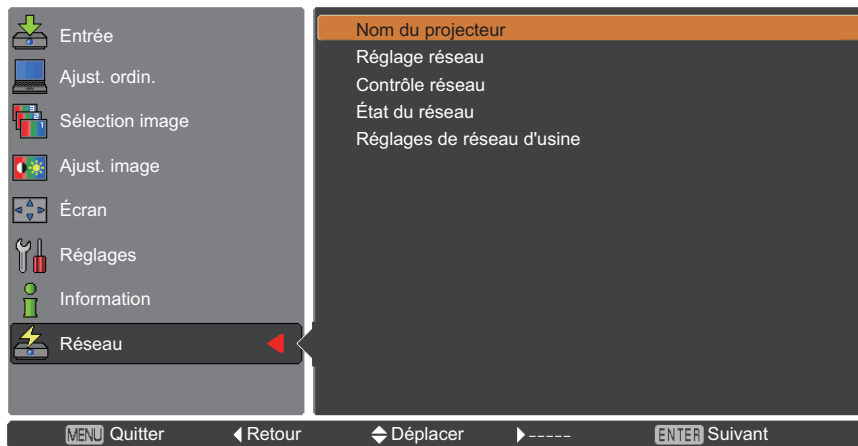 Entrée
Ajust. ordin.
Sélection image
Ajust. image
Écran
Réglages
Information
Réseau
Nom du projecteur
Réglage réseau
Contrôle réseau
État du réseau
Réglages de réseau d'usine
MENU Quitter Retour Déplacer ----- ENTER Suivant